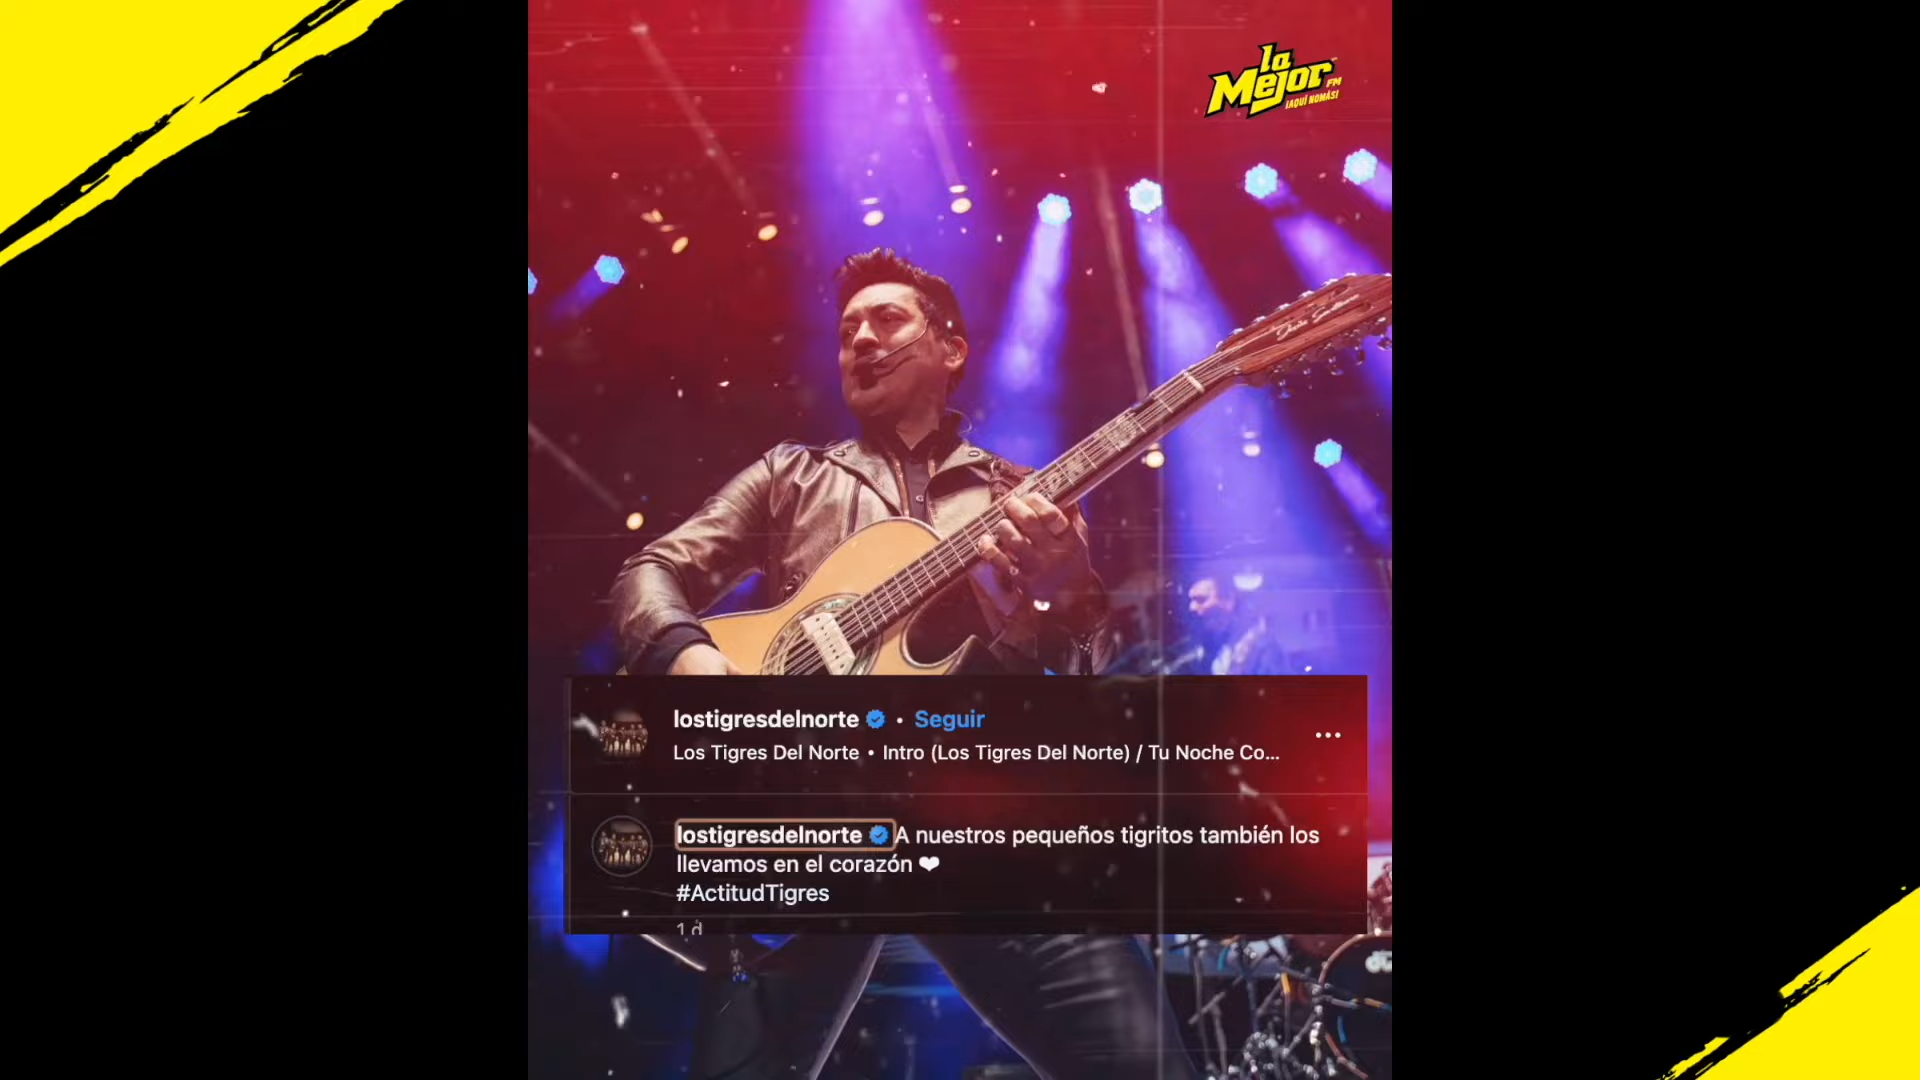 la
Mejor FM
¡AQUÍ NOMÁS!
lostigresdelnorte • Seguir
Los Tigres Del Norte • Intro (Los Tigres Del Norte) / Tu Noche Co...
lostigresdelnorte A nuestros pequeños tigritos también los
llevamos en el corazón ❤
#ActitudTigres
1 d